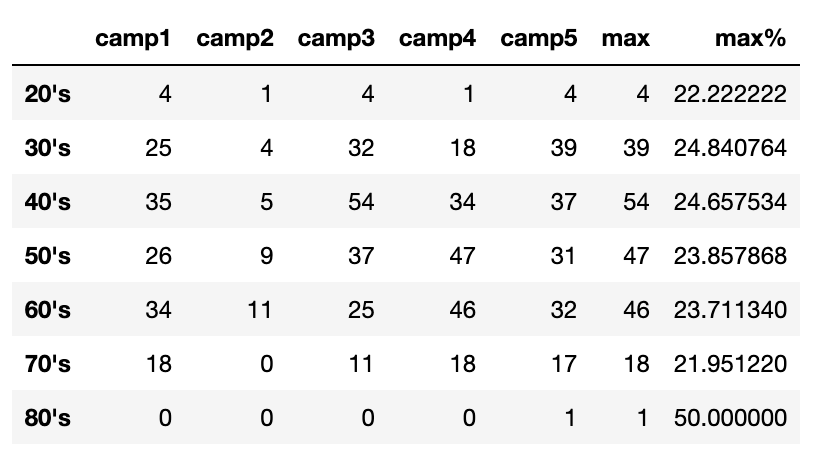 camp1 camp2 camp3 camp4 camp5 max max%
20's 4 1 4 1 4 4 22.222222
30's 25 4 32 18 39 39 24.840764
40's 35 5 54 34 37 54 24.657534
50's 26 9 37 47 31 47 23.857868
60's 34 11 25 46 32 46 23.711340
70's 18 0 11 18 17 18 21.951220
80's 0 0 0 0 1 1 50.000000